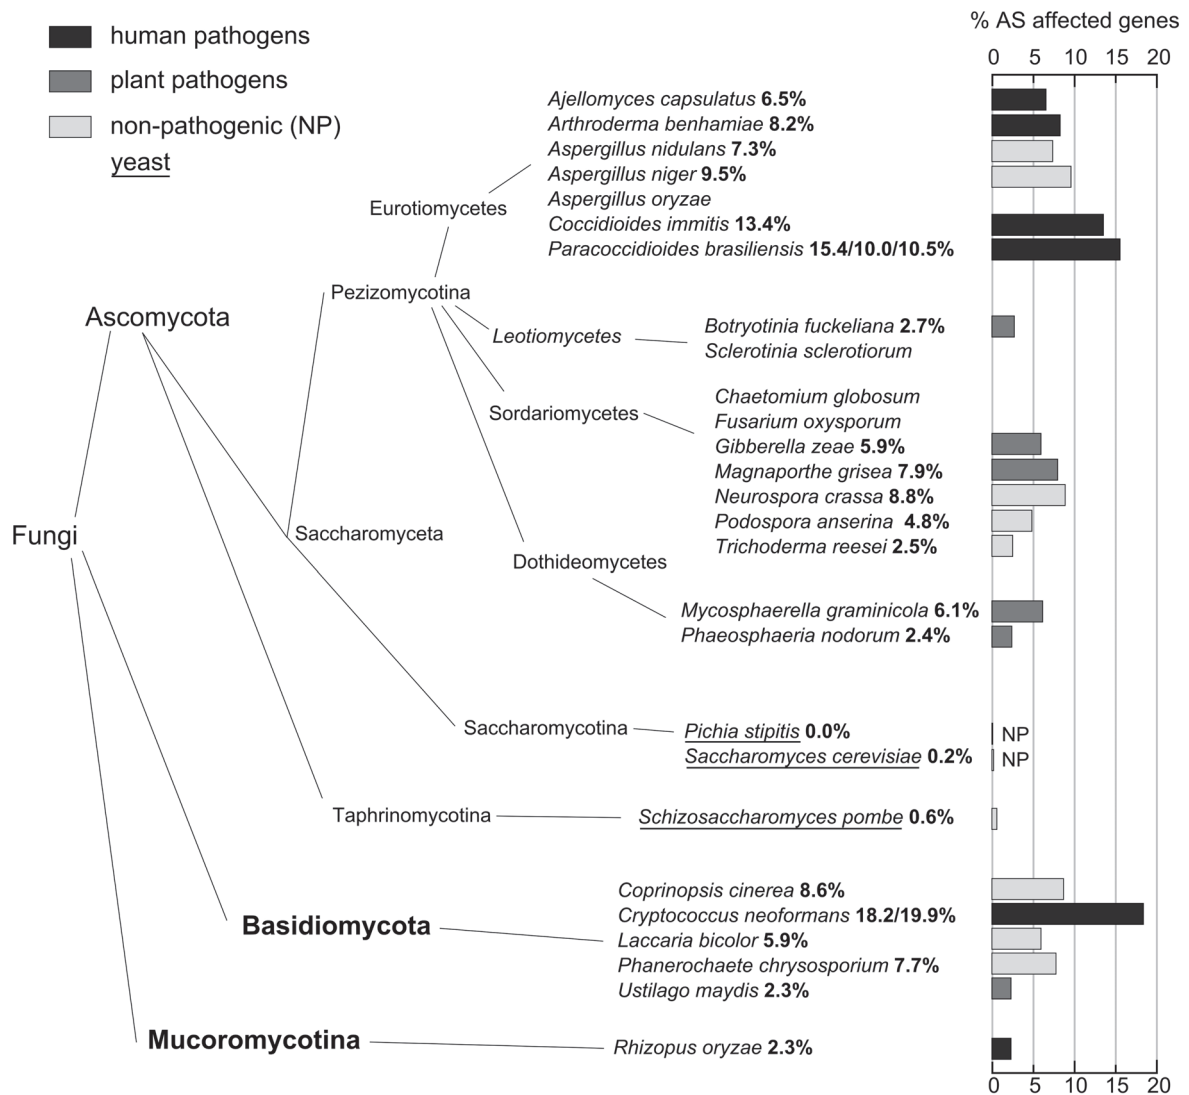 % AS affected genes
human pathogens
0 5 10 15 20
plant pathogens
Ajellomyces capsulatus 6.5%
non-pathogenic (NP)
Arthroderma benhamiae 8.2%
yeast
Aspergillus nidulans 7.3%
Aspergillus niger 9.5%
Aspergillus oryzae
Eurotiomycetes
Coccidioides immitis 13.4%
Paracoccidioides brasiliensis 15.4/10.0/10.5%
Pezizomycotina
Ascomycota
Leotiomycetes
Botryotinia fuckeliana 2.7%
Sclerotinia sclerotiorum
Sordariomycetes
Chaetomium globosum
Fusarium oxysporum
Gibberella zeae 5.9%
Magnaporthe grisea 7.9%
Neurospora crassa 8.8%
Podospora anserina 4.8%
Trichoderma reesei 2.5%
Fungi
Saccharomyceta
Dothideomycetes
Mycosphaerella graminicola 6.1%
Phaeosphaeria nodorum 2.4%
Saccharomycotina
Pichia stipitis 0.0% NP
Saccharomyces cerevisiae 0.2% NP
Taphrinomycotina
Schizosaccharomyces pombe 0.6%
Basidiomycota
Coprinopsis cinerea 8.6%
Cryptococcus neoformans 18.2/19.9%
Laccaria bicolor 5.9%
Phanerochaete chrysosporium 7.7%
Ustilago maydis 2.3%
Mucoromycotina
Rhizopus oryzae 2.3%
0 5 10 15 20